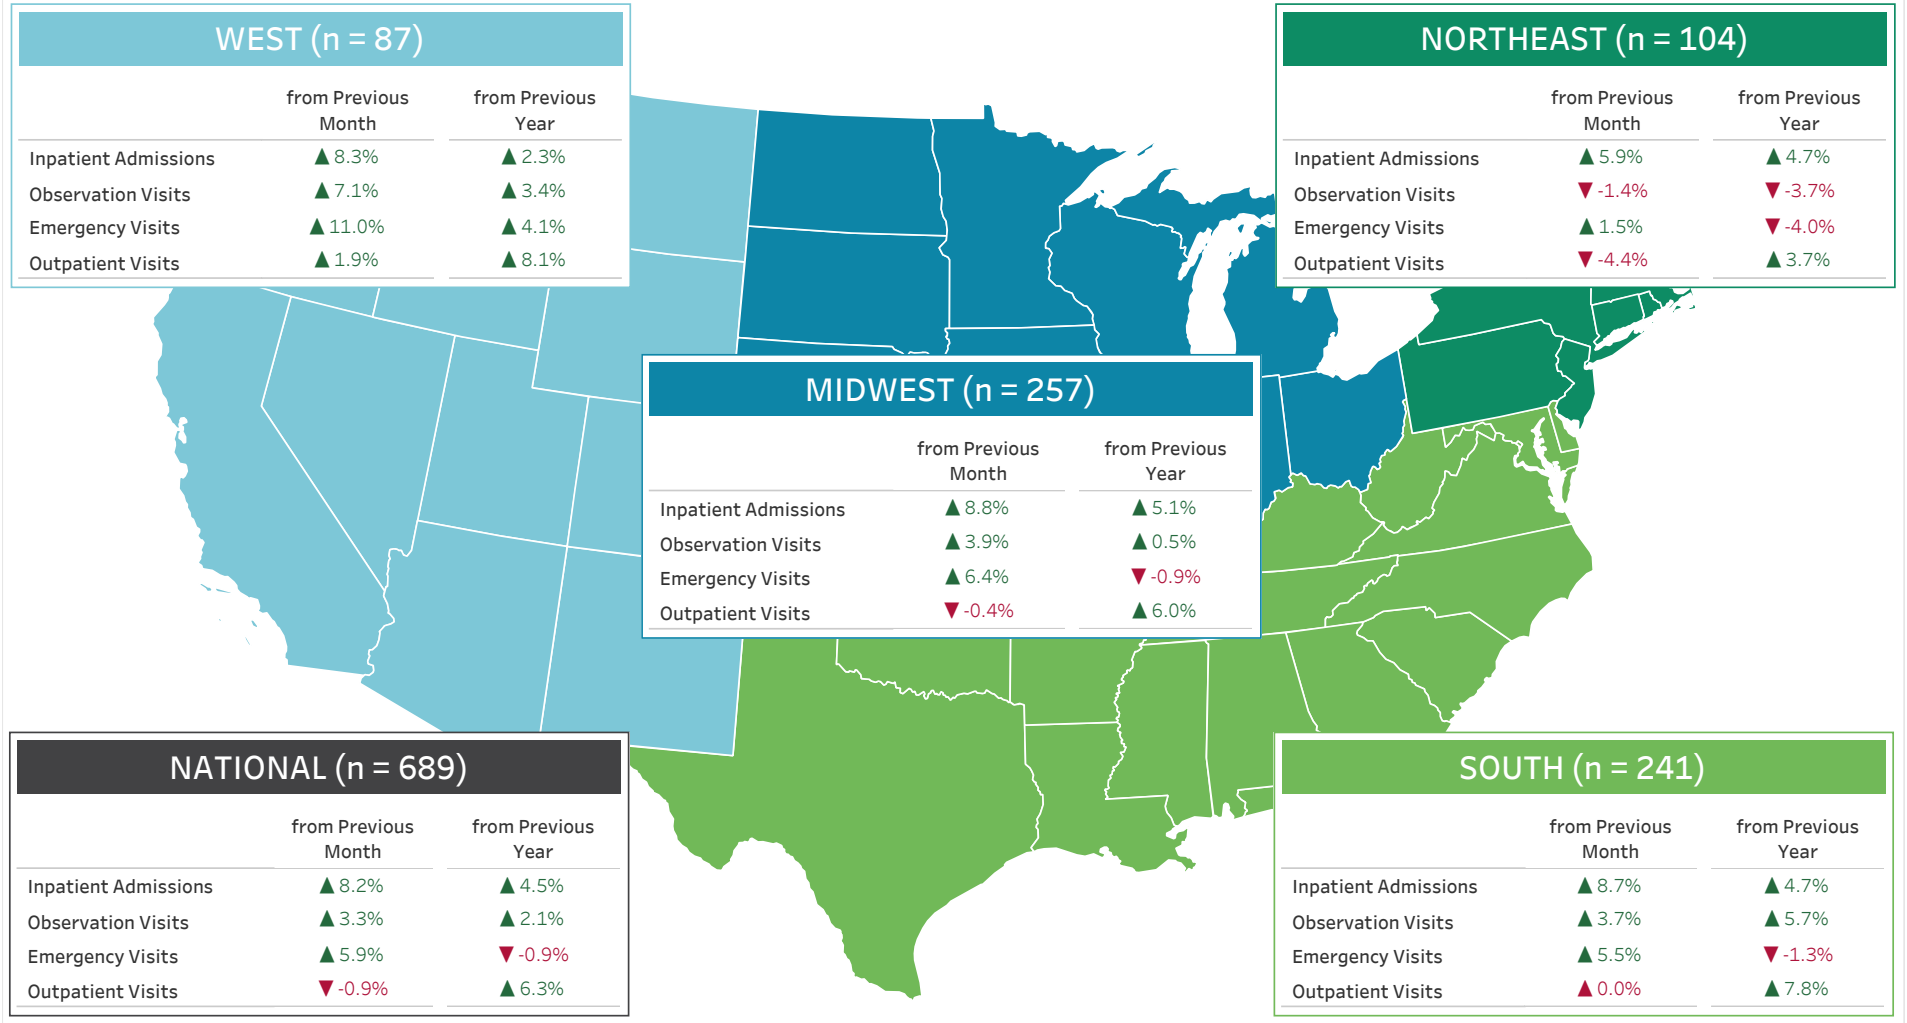 WEST (n = 87)
from Previous Month from Previous Year
Inpatient Admissions ▲ 8.3% ▲ 2.3%
Observation Visits ▲ 7.1% ▲ 3.4%
Emergency Visits ▲ 11.0% ▲ 4.1%
Outpatient Visits ▲ 1.9% ▲ 8.1%
NORTHEAST (n = 104)
from Previous Month from Previous Year
Inpatient Admissions ▲ 5.9% ▲ 4.7%
Observation Visits ▼ -1.4% ▼ -3.7%
Emergency Visits ▲ 1.5% ▼ -4.0%
Outpatient Visits ▼ -4.4% ▲ 3.7%
MIDWEST (n = 257)
from Previous Month from Previous Year
Inpatient Admissions ▲ 8.8% ▲ 5.1%
Observation Visits ▲ 3.9% ▲ 0.5%
Emergency Visits ▲ 6.4% ▼ -0.9%
Outpatient Visits ▼ -0.4% ▲ 6.0%
NATIONAL (n = 689)
from Previous Month from Previous Year
Inpatient Admissions ▲ 8.2% ▲ 4.5%
Observation Visits ▲ 3.3% ▲ 2.1%
Emergency Visits ▲ 5.9% ▼ -0.9%
Outpatient Visits ▼ -0.9% ▲ 6.3%
SOUTH (n = 241)
from Previous Month from Previous Year
Inpatient Admissions ▲ 8.7% ▲ 4.7%
Observation Visits ▲ 3.7% ▲ 5.7%
Emergency Visits ▲ 5.5% ▼ -1.3%
Outpatient Visits ▲ 0.0% ▲ 7.8%